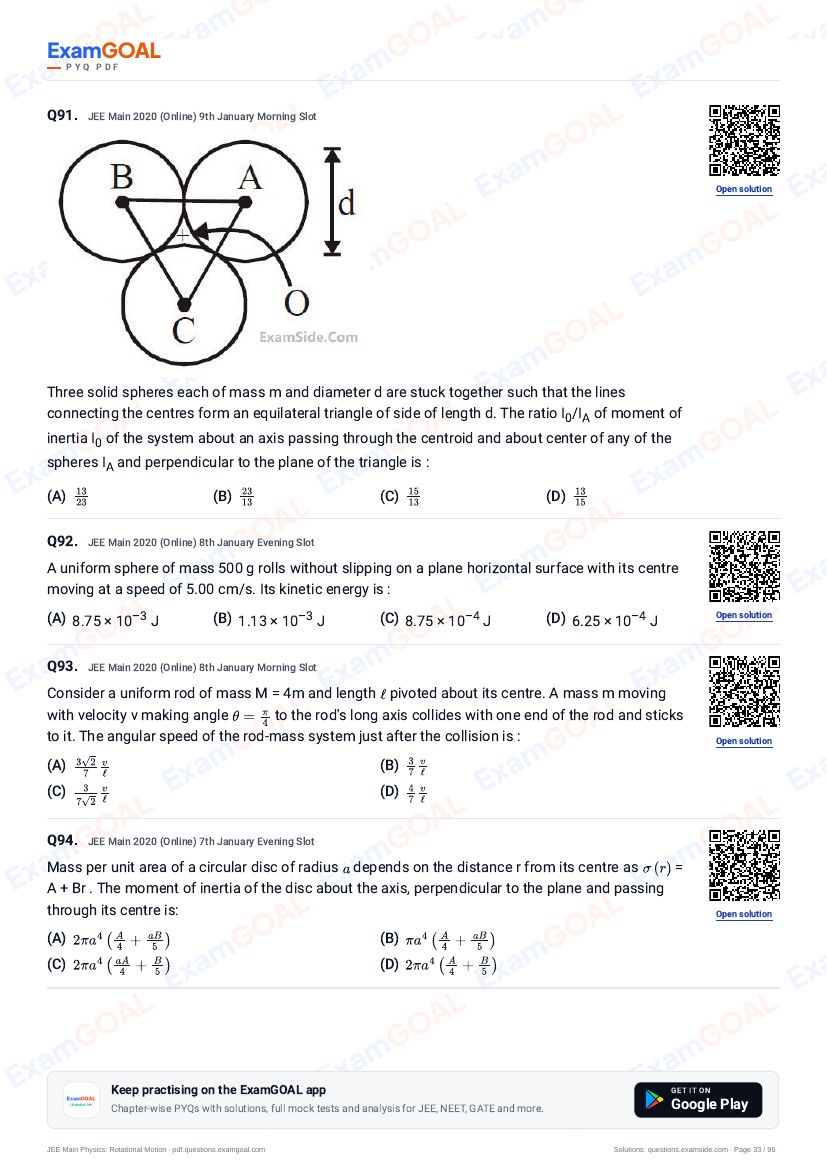 ExamGOAL
PYQ PDF
Q91. JEE Main 2020 (Online) 9th January Morning Slot
B
A
d
+
O
C
ExamSide.Com
Open solution
Three solid spheres each of mass m and diameter d are stuck together such that the lines
connecting the centres form an equilateral triangle of side of length d. The ratio I₀/I_A of moment of
inertia I₀ of the system about an axis passing through the centroid and about center of any of the
spheres I_A and perpendicular to the plane of the triangle is :
(A) 13/23 (B) 23/13 (C) 15/13 (D) 13/15
Q92. JEE Main 2020 (Online) 8th January Evening Slot
Open solution
A uniform sphere of mass 500 g rolls without slipping on a plane horizontal surface with its centre
moving at a speed of 5.00 cm/s. Its kinetic energy is :
(A) 8.75 × 10⁻³ J (B) 1.13 × 10⁻³ J (C) 8.75 × 10⁻⁴ J (D) 6.25 × 10⁻⁴ J
Q93. JEE Main 2020 (Online) 8th January Morning Slot
Open solution
Consider a uniform rod of mass M = 4m and length ℓ pivoted about its centre. A mass m moving
with velocity v making angle θ = π/4 to the rod's long axis collides with one end of the rod and sticks
to it. The angular speed of the rod-mass system just after the collision is :
(A) 3√2/7 v/ℓ (B) 3/7 v/ℓ
(C) 3/7√2 v/ℓ (D) 4/7 v/ℓ
Q94. JEE Main 2020 (Online) 7th January Evening Slot
Open solution
Mass per unit area of a circular disc of radius a depends on the distance r from its centre as σ (r) =
A + Br . The moment of inertia of the disc about the axis, perpendicular to the plane and passing
through its centre is:
(A) 2πa⁴ (A/4 + aB/5) (B) πa⁴ (A/4 + aB/5)
(C) 2πa⁴ (aA/4 + B/5) (D) 2πa⁴ (A/4 + B/5)
Keep practising on the ExamGOAL app
Chapter-wise PYQs with solutions, full mock tests and analysis for JEE, NEET, GATE and more.
GET IT ON
Google Play
JEE Main Physics: Rotational Motion · pdf.questions.examgoal.com
Solutions: questions.examside.com · Page 33 / 96